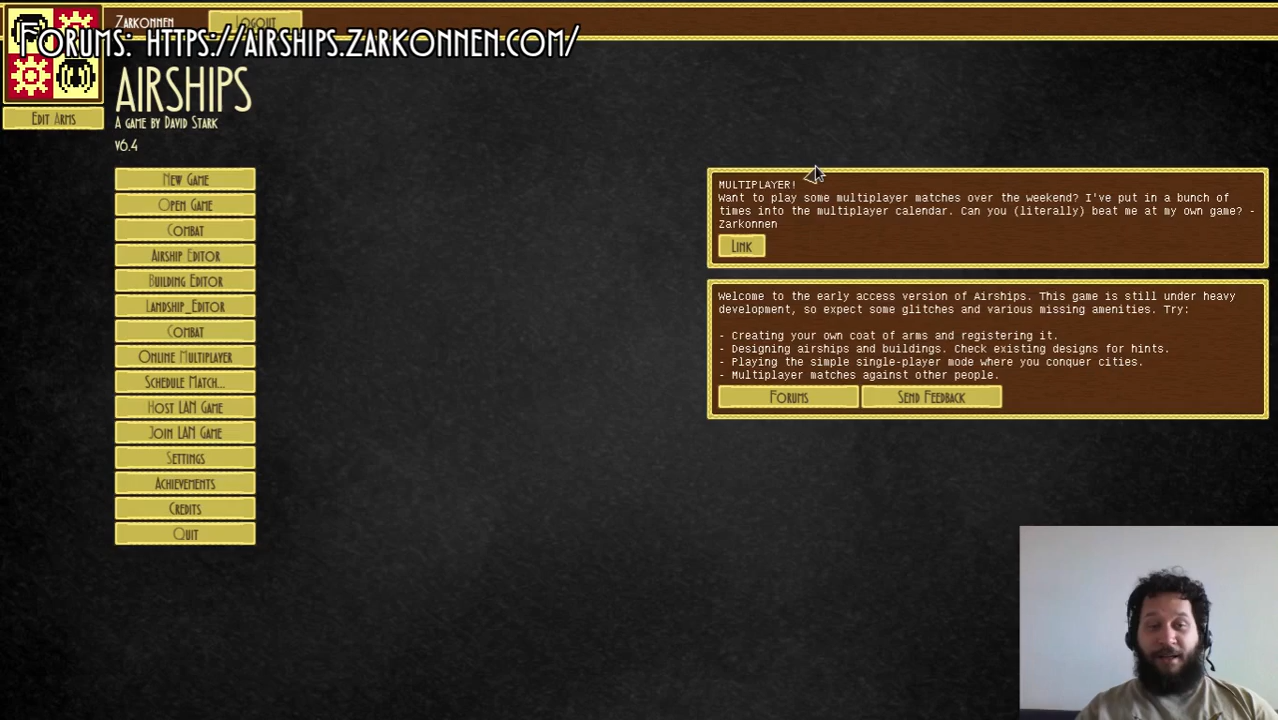 Zarkonnen
Logout
Forums: https://airships.zarkonnen.com/
Edit Arms
AIRSHIPS
A game by David Stark
v6.4
New Game
Open Game
Combat
Airship Editor
Building Editor
Landship_Editor
Combat
Online Multiplayer
Schedule Match...
Host LAN Game
Join LAN Game
Settings
Achievements
Credits
Quit
MULTIPLAYER!
Want to play some multiplayer matches over the weekend? I've put in a bunch of
times into the multiplayer calendar. Can you (literally) beat me at my own game? -
Zarkonnen
Link
Welcome to the early access version of Airships. This game is still under heavy
development, so expect some glitches and various missing amenities. Try:
- Creating your own coat of arms and registering it.
- Designing airships and buildings. Check existing designs for hints.
- Playing the simple single-player mode where you conquer cities.
- Multiplayer matches against other people.
Forums
Send Feedback